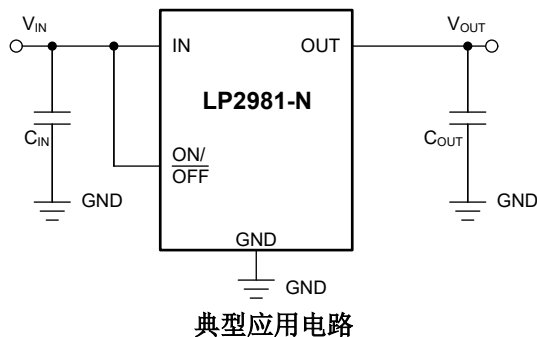 VIN
VOUT
IN
OUT
LP2981-N
CIN
COUT
ON/
OFF
GND
GND
GND
GND
典型应用电路